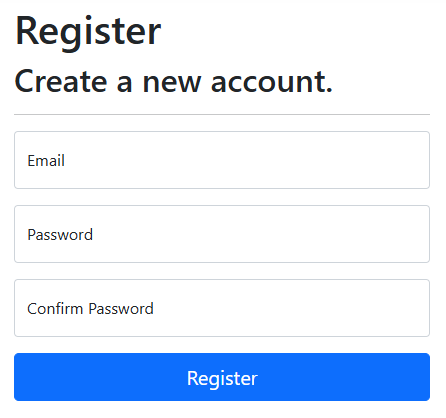 Register
Create a new account.
Email
Password
Confirm Password
Register